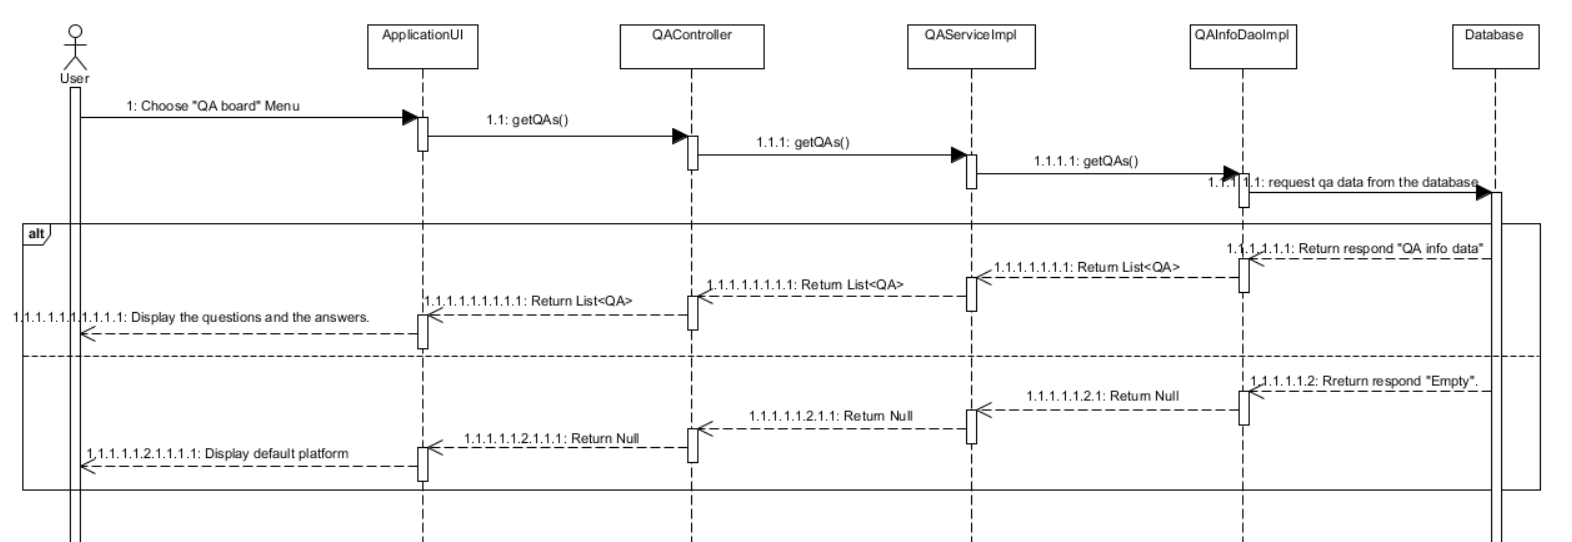 User
ApplicationUI
QAController
QAServiceImpl
QAInfoDaoImpl
Database
1: Choose "QA board" Menu
1.1: getQAs()
1.1.1: getQAs()
1.1.1.1: getQAs()
1.1.1.1.1: request qa data from the database
alt
1.1.1.1.1.1: Return respond "QA info data"
1.1.1.1.1.1.1: Return List<QA>
1.1.1.1.1.1.1.1: Return List<QA>
1.1.1.1.1.1.1.1.1: Return List<QA>
1.1.1.1.1.1.1.1.1.1: Display the questions and the answers.
1.1.1.1.1.2: Rreturn respond "Empty".
1.1.1.1.1.2.1: Return Null
1.1.1.1.1.2.1.1: Return Null
1.1.1.1.1.2.1.1.1: Return Null
1.1.1.1.1.2.1.1.1.1: Display default platform